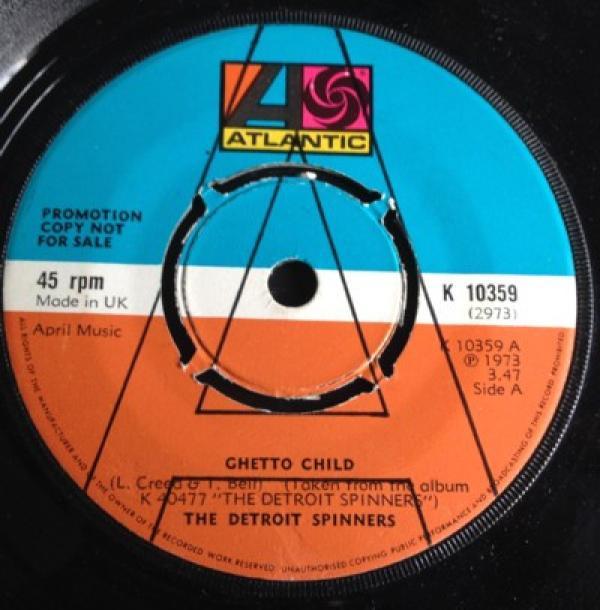 ATLANTIC
PROMOTION
COPY NOT
FOR SALE
45 rpm
Made in UK
K 10359
(2973)
April Music
K 10359 A
℗ 1973
3.47
Side A
GHETTO CHILD
(L. Creed & T. Bell) (Taken from the album
K 40477 "THE DETROIT SPINNERS")
THE DETROIT SPINNERS
ALL RIGHTS OF THE MANUFACTURER AND OF THE OWNER OF THE RECORDED WORK RESERVED. UNAUTHORISED COPYING PUBLIC PERFORMANCE AND BROADCASTING OF THIS RECORD PROHIBITED